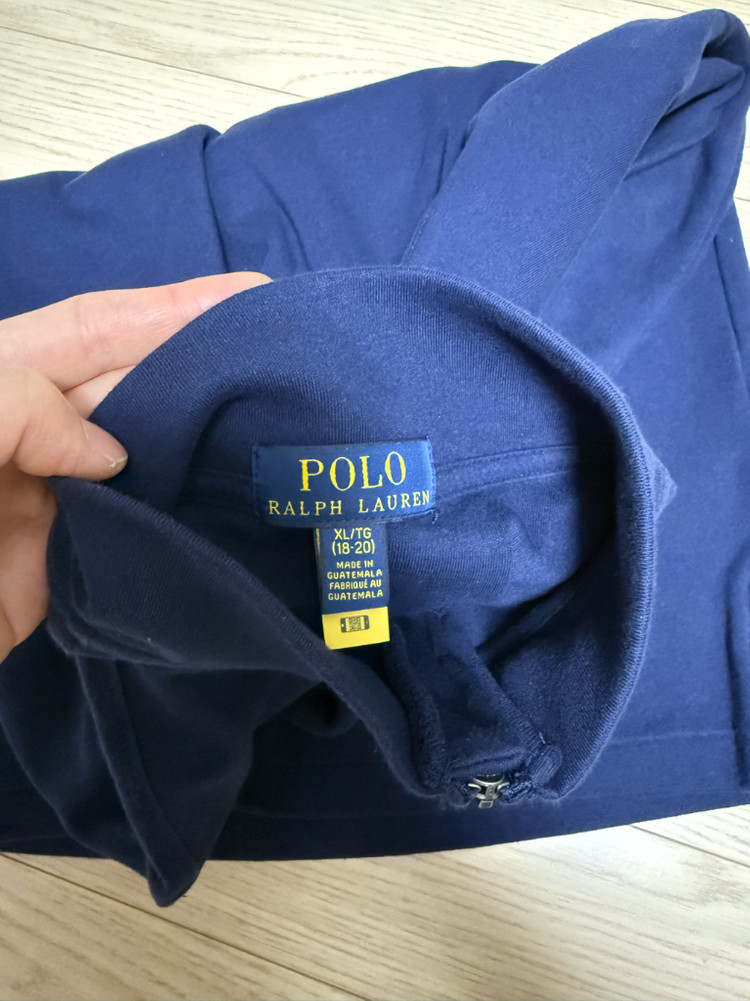 POLO
RALPH LAUREN
XL/TG
(18-20)
MADE IN
GUATEMALA
FABRIQUÉ AU
GUATEMALA